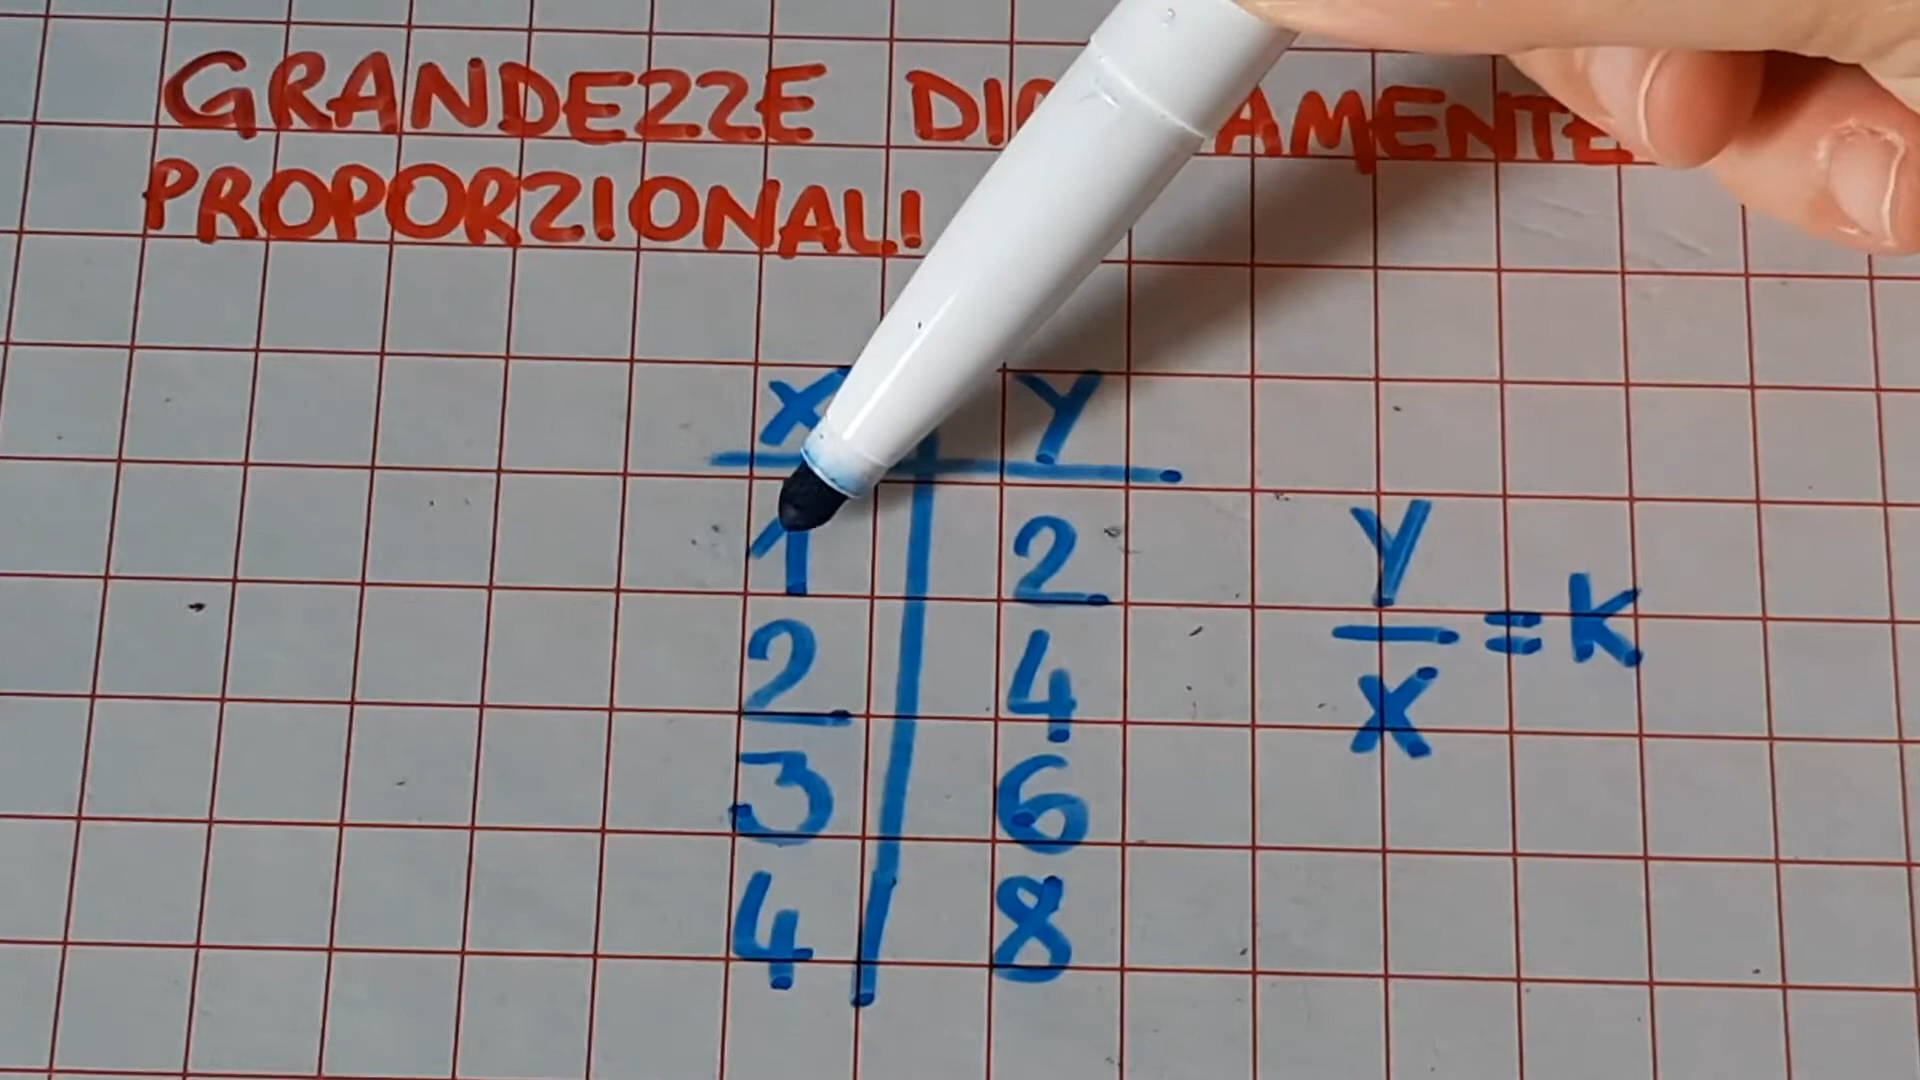 GRANDEZZE
PROPORZIONALI
X Y
1 2
2 4
3 6
4 8
Y
— = K
X